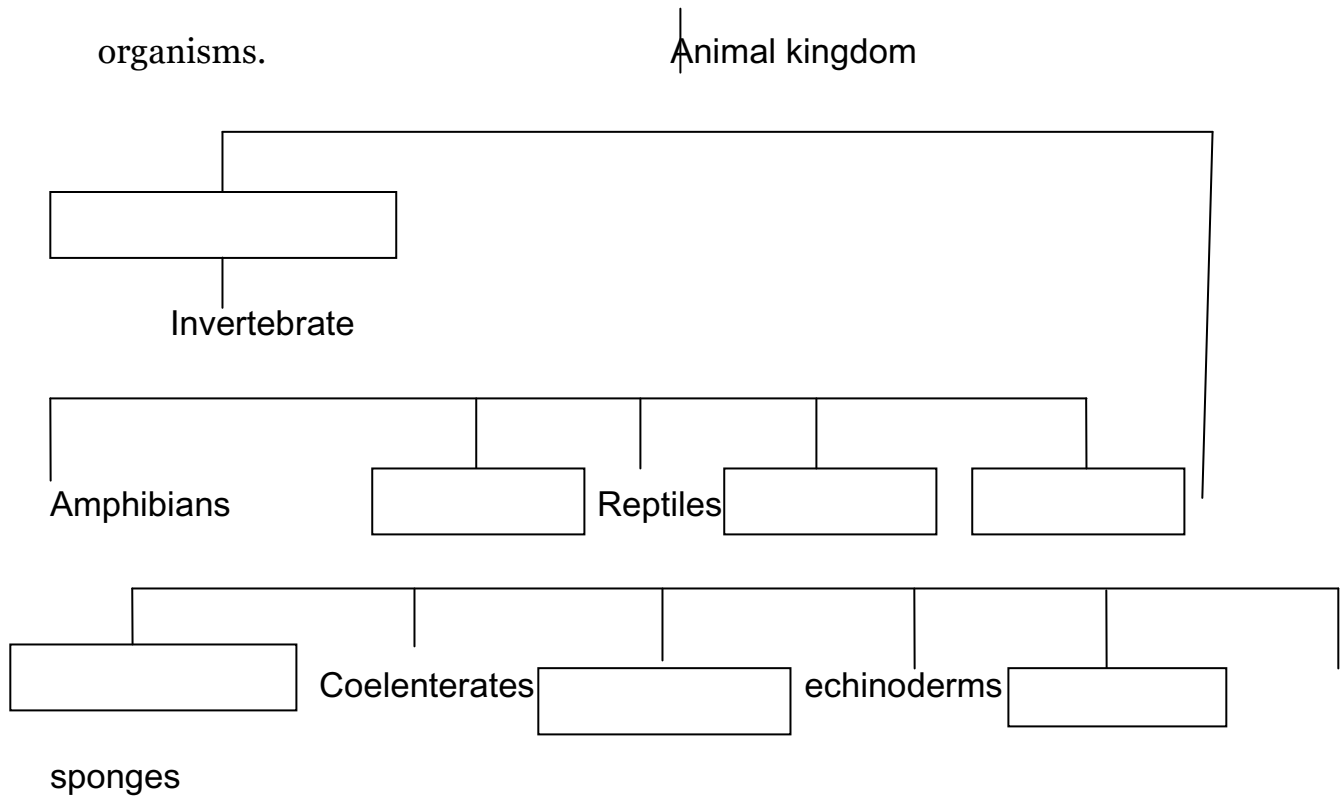 organisms. Animal kingdom
Invertebrate
Amphibians Reptiles
Coelenterates echinoderms
sponges